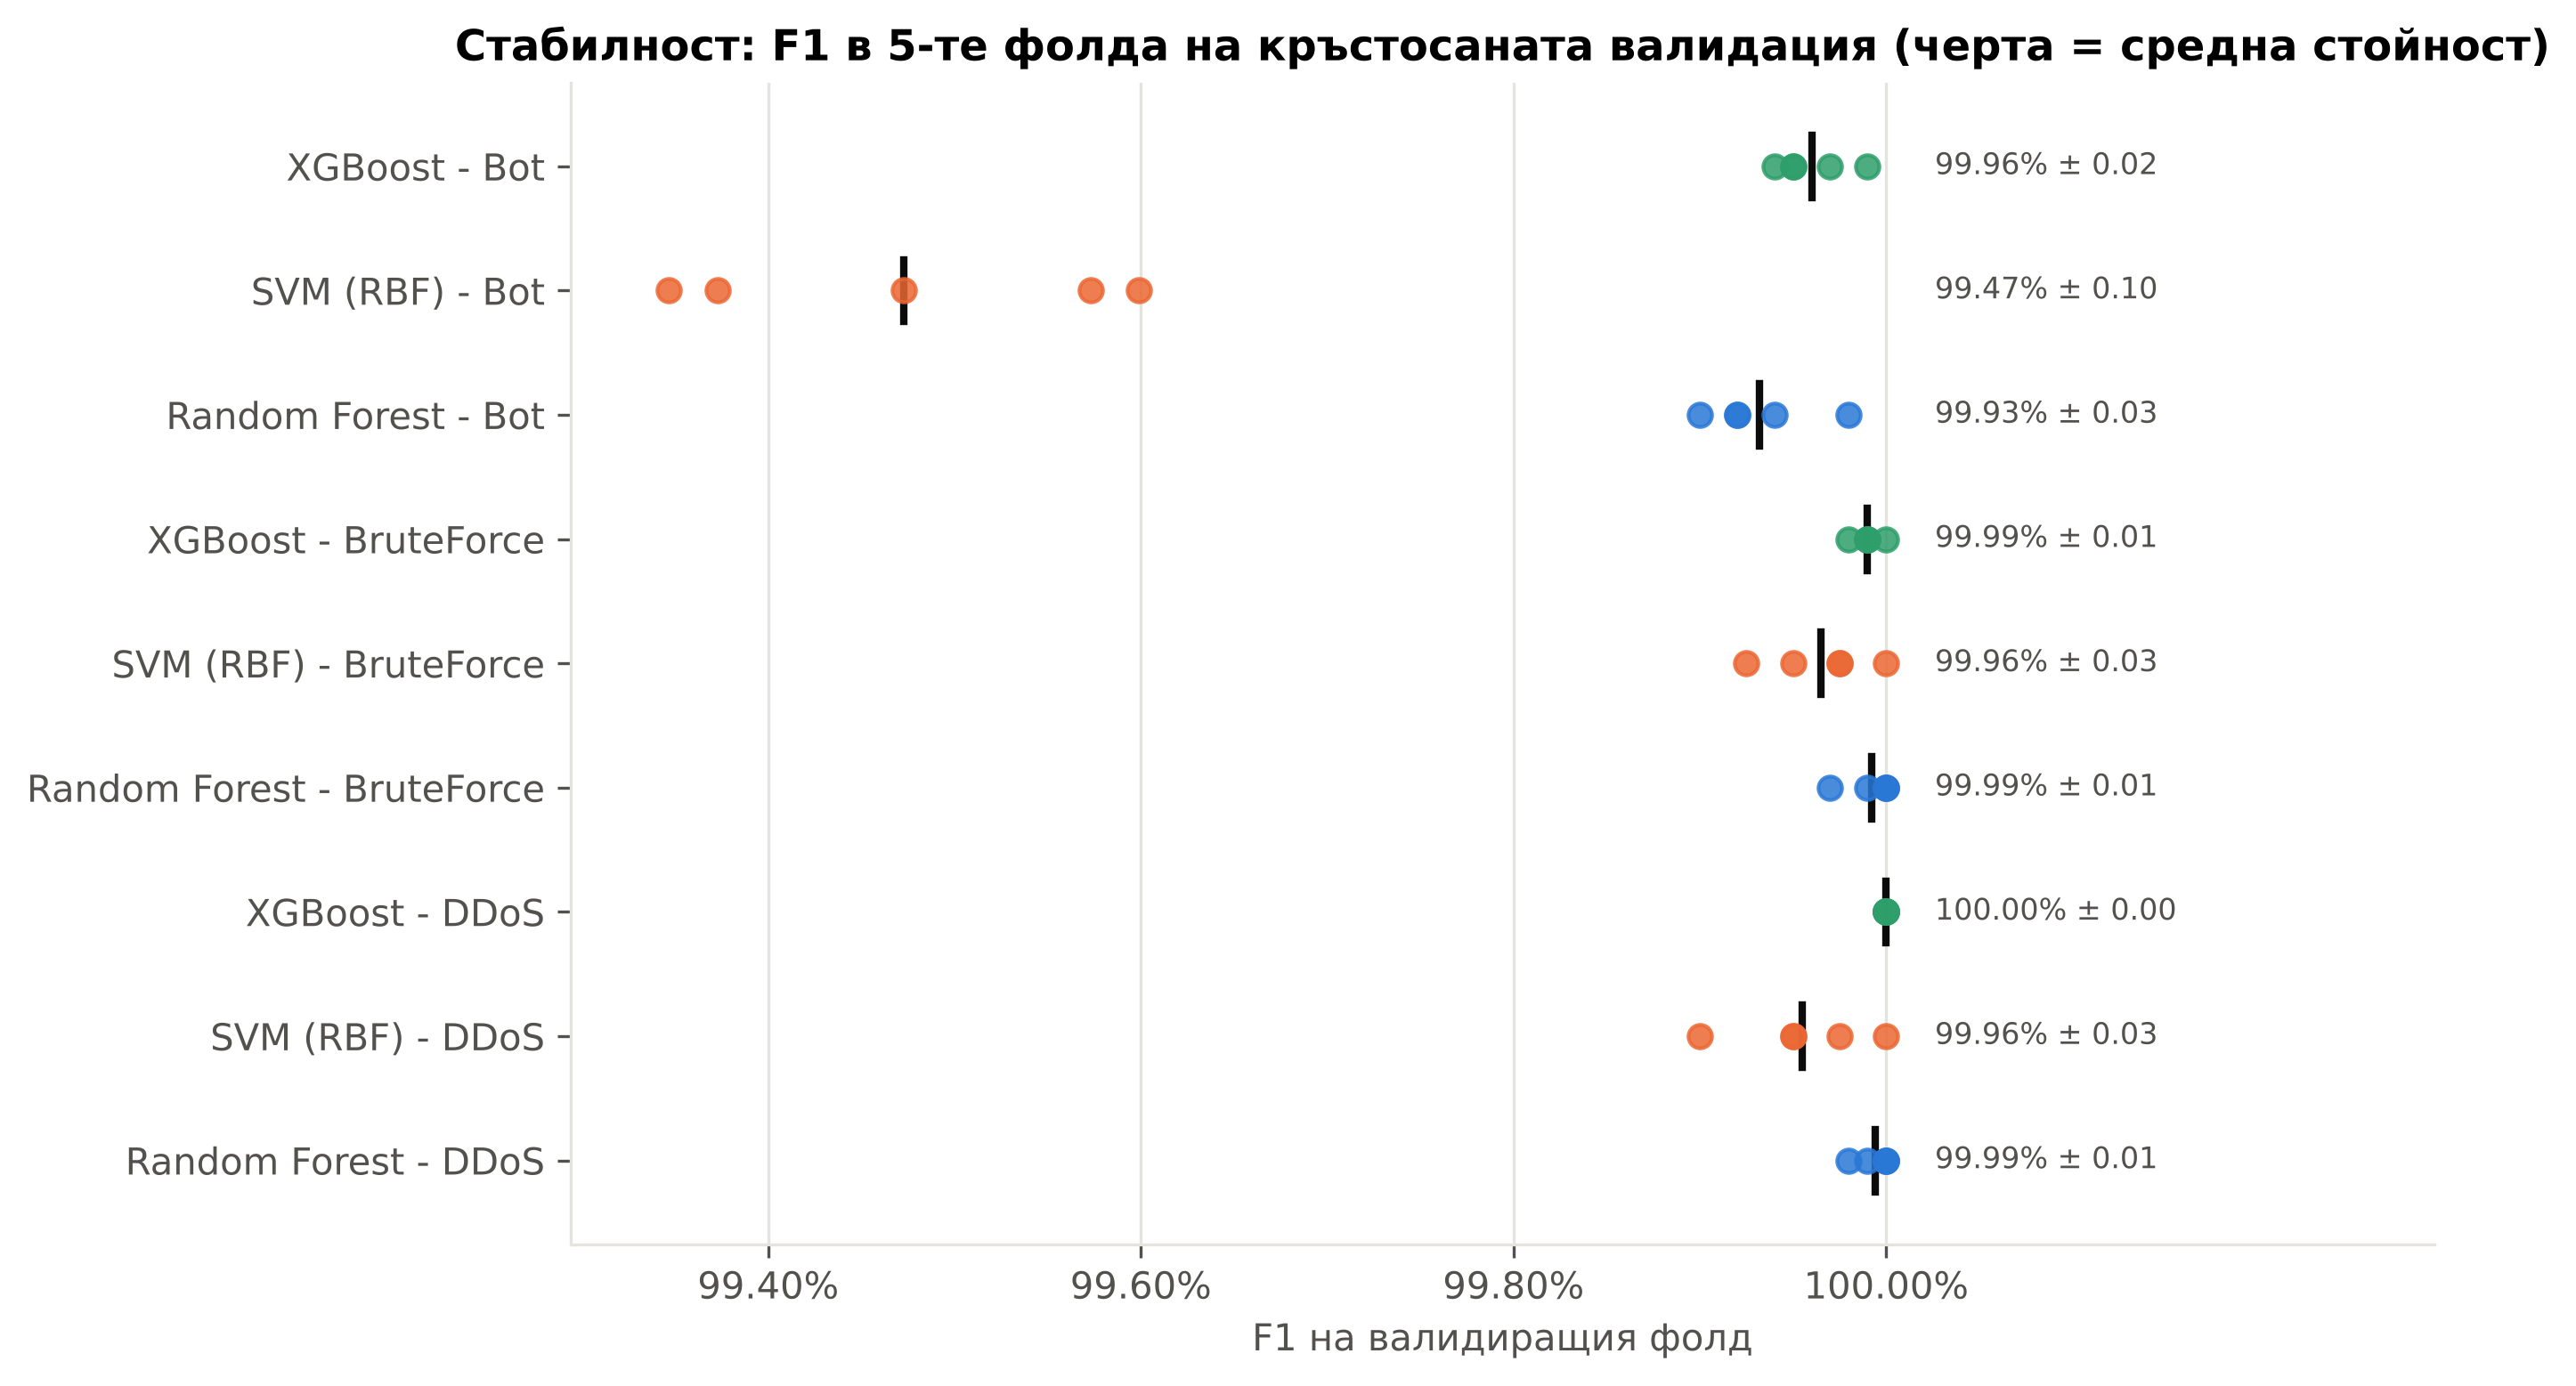 Стабилност: F1 в 5-те фолда на кръстосаната валидация (черта = средна стойност)
XGBoost - Bot 99.96% ± 0.02
SVM (RBF) - Bot 99.47% ± 0.10
Random Forest - Bot 99.93% ± 0.03
XGBoost - BruteForce 99.99% ± 0.01
SVM (RBF) - BruteForce 99.96% ± 0.03
Random Forest - BruteForce 99.99% ± 0.01
XGBoost - DDoS 100.00% ± 0.00
SVM (RBF) - DDoS 99.96% ± 0.03
Random Forest - DDoS 99.99% ± 0.01
99.40% 99.60% 99.80% 100.00%
F1 на валидиращия фолд